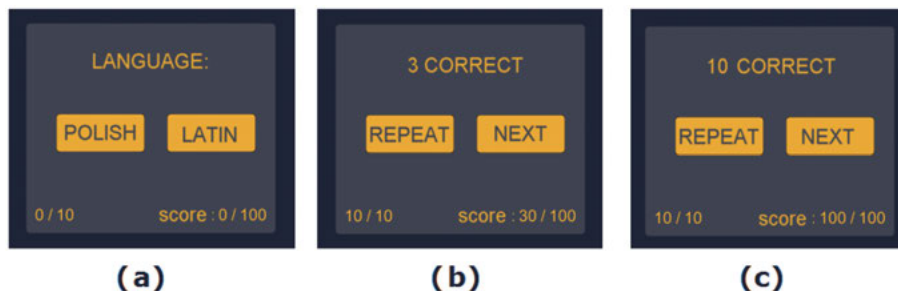 LANGUAGE:
POLISH LATIN
0 / 10 score : 0 / 100
(a)
3 CORRECT
REPEAT NEXT
10 / 10 score : 30 / 100
(b)
10 CORRECT
REPEAT NEXT
10 / 10 score : 100 / 100
(c)